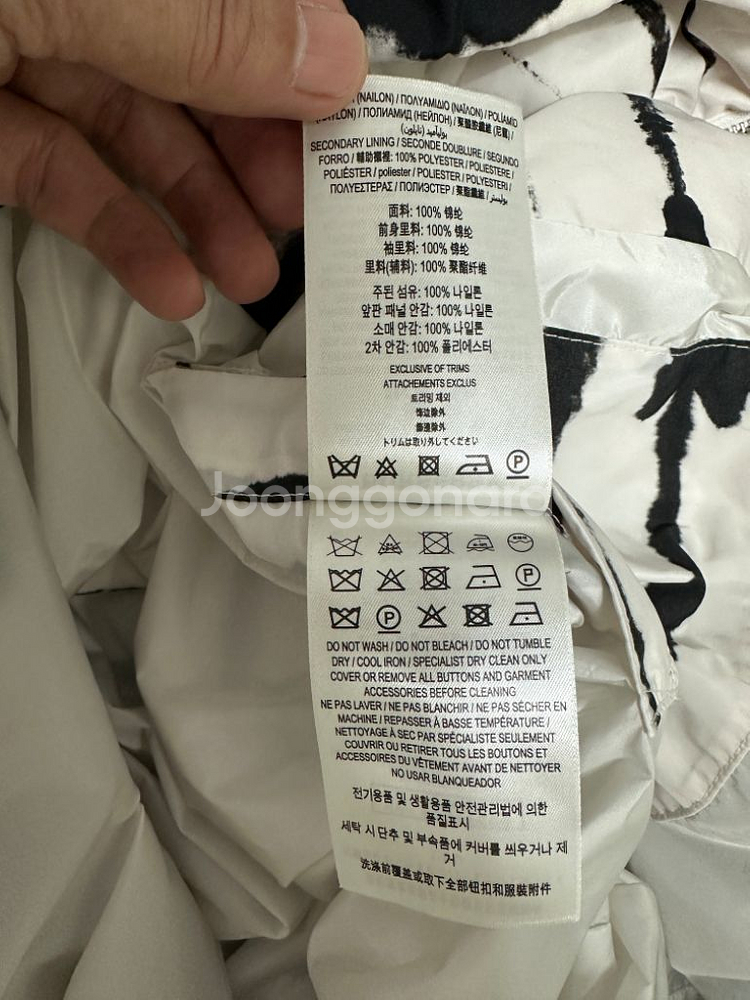 (NAILON) / ΠΟΛΥΑΜΙΔΙΟ (ΝΑΪΛΟΝ) / POLIAMID
/ ПОЛИАМИД (НЕЙЛОН) / 聚醯胺纖維 (尼龍) /
بولياميد (نايلون)
SECONDARY LINING / SECONDE DOUBLURE / SEGUNDO
FORRO / 輔助襯裡: 100% POLYESTER / POLIESTERE /
POLIÉSTER / poliester / POLIESTER / POLYESTERI /
ΠΟΛΥΕΣΤΕΡΑΣ / ПОЛИЭСТЕР / 聚酯纖維 / بوليستر
面料: 100% 锦纶
前身里料: 100% 锦纶
袖里料: 100% 锦纶
里料(辅料): 100% 聚酯纤维
주된 섬유: 100% 나일론
앞판 패널 안감: 100% 나일론
소매 안감: 100% 나일론
2차 안감: 100% 폴리에스터
EXCLUSIVE OF TRIMS
ATTACHEMENTS EXCLUS
트리밍 제외
饰边除外
飾邊除外
トリムは取り外してください
P
Joonggonara
P
P
DO NOT WASH / DO NOT BLEACH / DO NOT TUMBLE
DRY / COOL IRON / SPECIALIST DRY CLEAN ONLY
COVER OR REMOVE ALL BUTTONS AND GARMENT
ACCESSORIES BEFORE CLEANING
NE PAS LAVER / NE PAS BLANCHIR / NE PAS SÉCHER EN
MACHINE / REPASSER À BASSE TEMPÉRATURE /
NETTOYAGE À SEC PAR SPÉCIALISTE SEULEMENT
COUVRIR OU RETIRER TOUS LES BOUTONS ET
ACCESSOIRES DU VÊTEMENT AVANT DE NETTOYER
NO USAR BLANQUEADOR
전기용품 및 생활용품 안전관리법에 의한
품질표시
세탁 시 단추 및 부속품에 커버를 씌우거나 제
거
洗滌前覆蓋或取下全部鈕扣和服裝附件